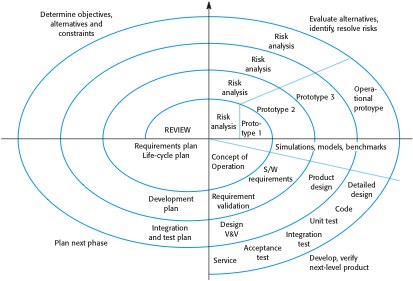 Determine objectives,
alternatives and
constraints
Evaluate alternatives,
identify, resolve risks
Risk
analysis
Risk
analysis
Risk
analysis
Risk
analysis
REVIEW
Proto-
type 1
Prototype 2
Prototype 3
Opera-
tional
protoype
Requirements plan
Life-cycle plan
Simulations, models, benchmarks
Concept of
Operation
S/W
requirements
Product
design
Detailed
design
Development
plan
Requirement
validation
Code
Unit test
Integration
and test plan
Design
V&V
Integration
test
Plan next phase
Acceptance
test
Service
Develop, verify
next-level product